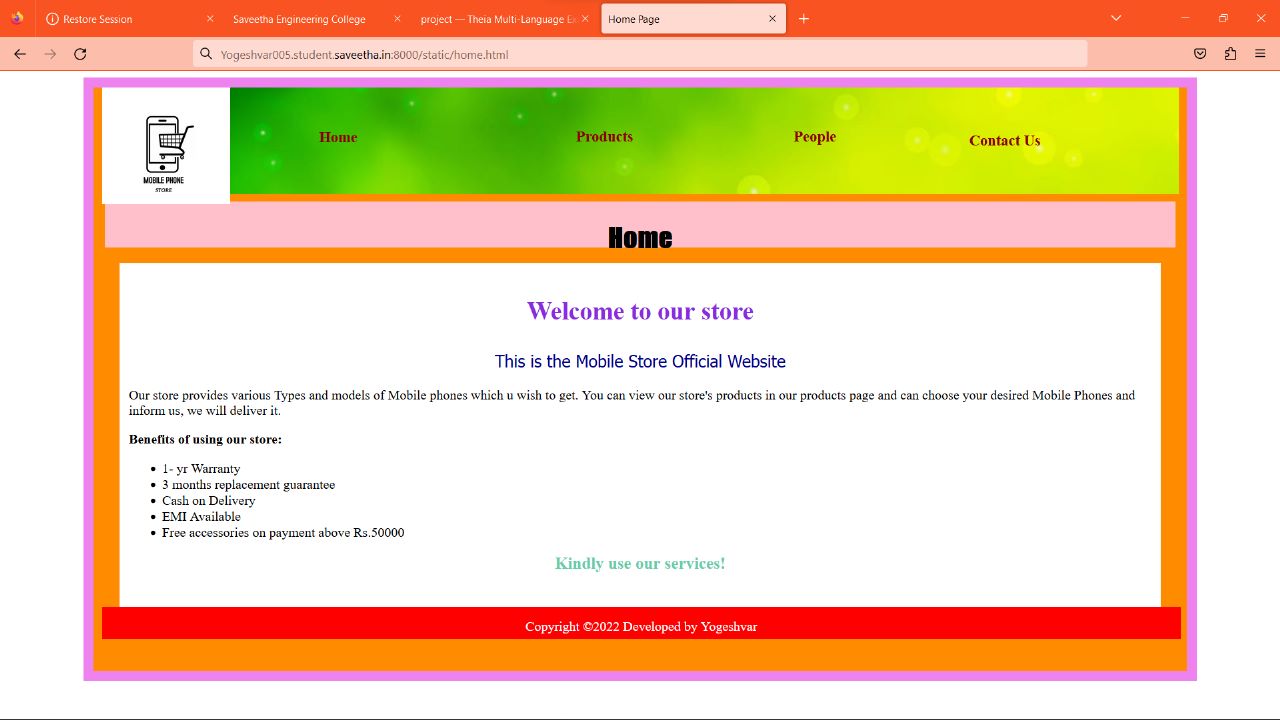 Restore Session
Saveetha Engineering College
project — Theia Multi-Language Ex
Home Page
Yogeshvar005.student.saveetha.in:8000/static/home.html
MOBILE PHONE
STORE
Home
Products
People
Contact Us
Home
Welcome to our store
This is the Mobile Store Official Website
Our store provides various Types and models of Mobile phones which u wish to get. You can view our store's products in our products page and can choose your desired Mobile Phones and
inform us, we will deliver it.
Benefits of using our store:
• 1- yr Warranty
• 3 months replacement guarantee
• Cash on Delivery
• EMI Available
• Free accessories on payment above Rs.50000
Kindly use our services!
Copyright ©2022 Developed by Yogeshvar